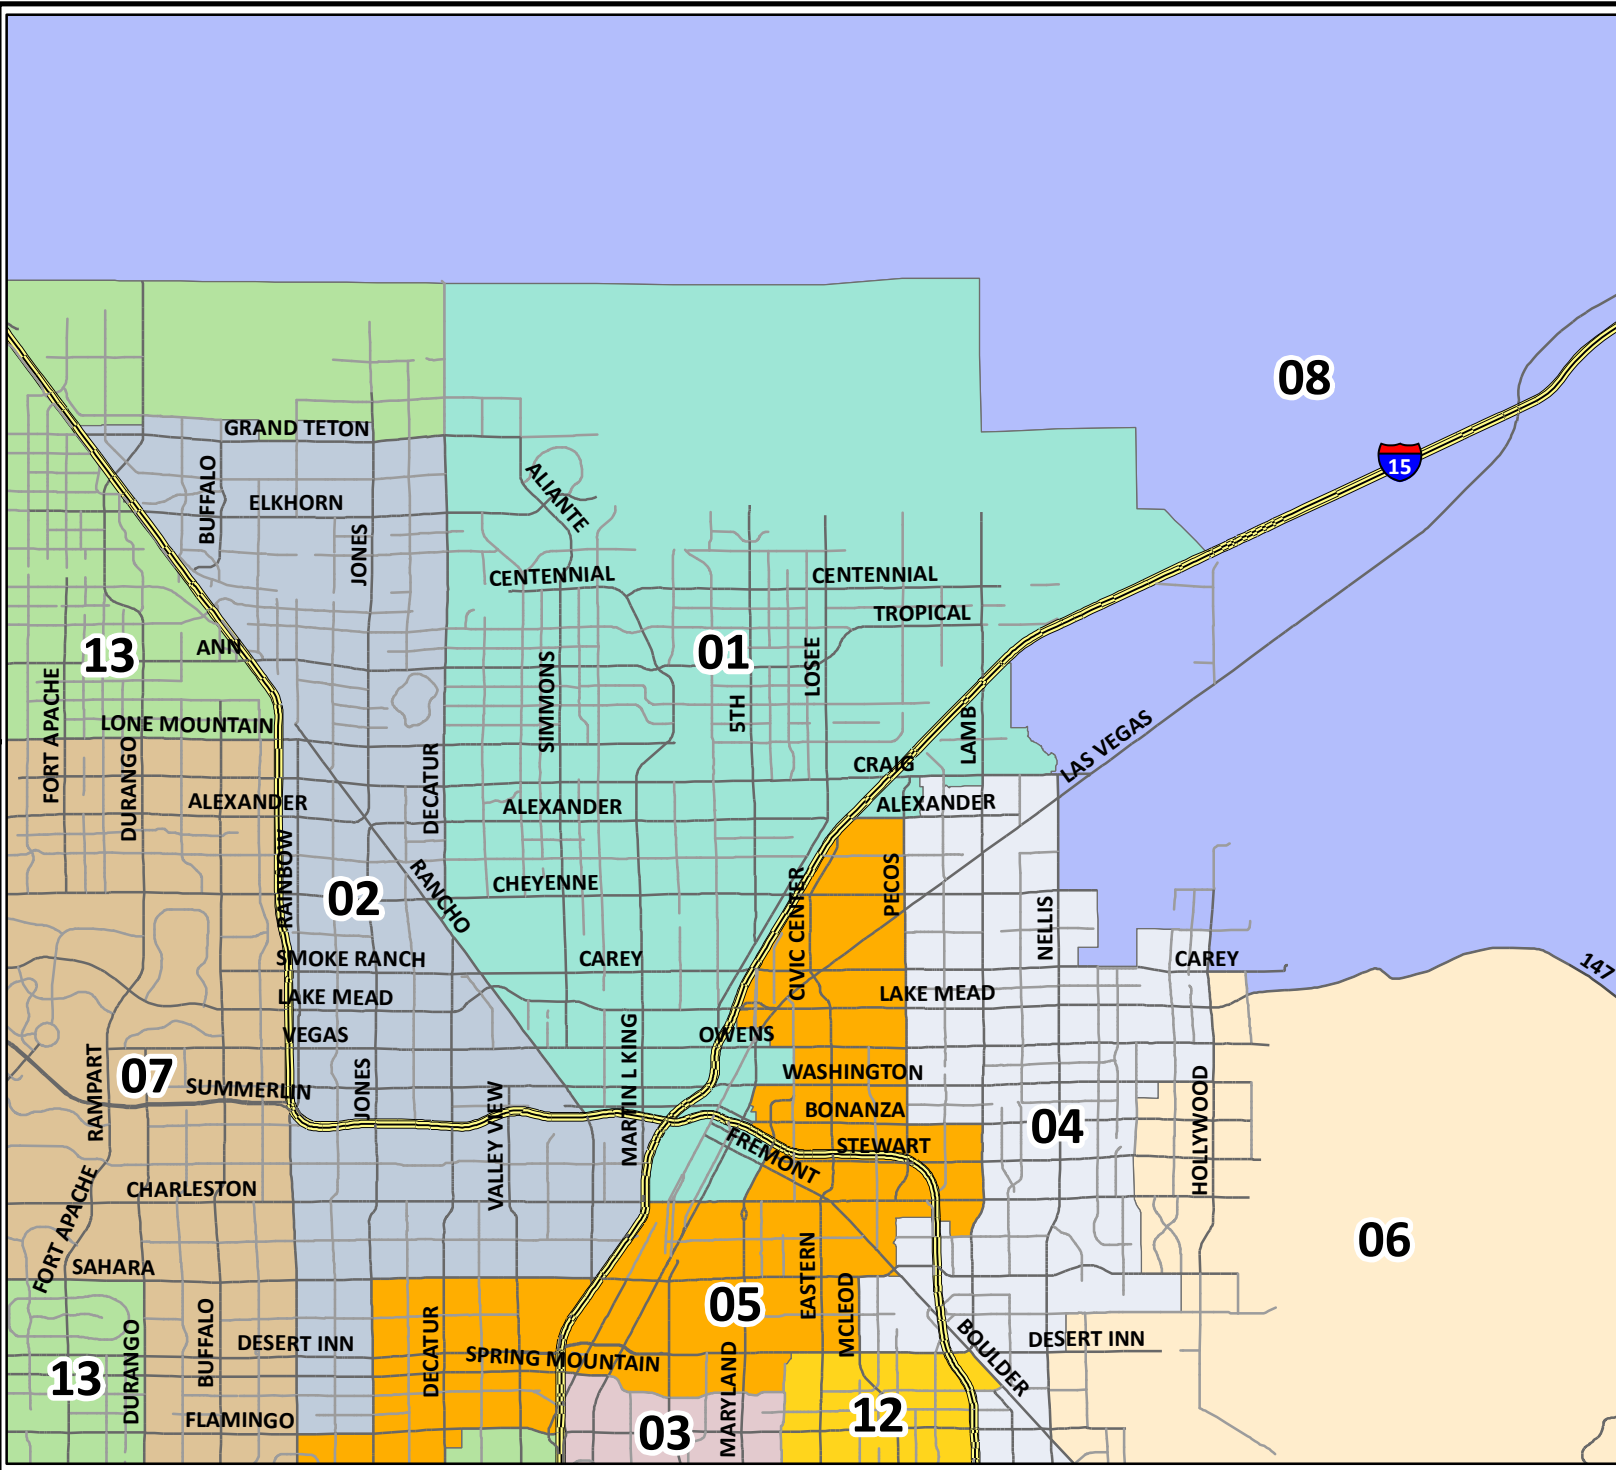 08
15
GRAND TETON
BUFFALO
ELKHORN
ALIANTE
JONES
CENTENNIAL
CENTENNIAL
TROPICAL
ANN
13
01
LOSEE
SIMMONS
FORT APACHE
5TH
LAMB
LONE MOUNTAIN
DURANGO
DECATUR
LAS VEGAS
CRAIG
ALEXANDER
ALEXANDER
ALEXANDER
RAINBOW
RANCHO
CHEYENNE
PECOS
02
CIVIC CENTER
NELLIS
SMOKE RANCH
CAREY
CAREY
147
LAKE MEAD
LAKE MEAD
VEGAS
MARTIN L KING
OWENS
RAMPART
07
SUMMERLIN
JONES
VALLEY VIEW
WASHINGTON
BONANZA
HOLLYWOOD
04
FREMONT
STEWART
CHARLESTON
FORT APACHE
SAHARA
06
EASTERN
05
MCLEOD
BUFFALO
DESERT INN
DECATUR
SPRING MOUNTAIN
MARYLAND
BOULDER
DESERT INN
13
DURANGO
FLAMINGO
03
12